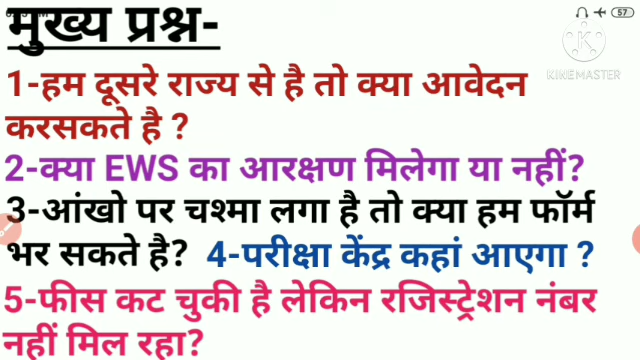 मुख्य प्रश्न-
57
KINEMASTER
1-हम दूसरे राज्य से है तो क्या आवेदन
करसकते है ?
2-क्या EWS का आरक्षण मिलेगा या नहीं?
3-आंखो पर चश्मा लगा है तो क्या हम फॉर्म
भर सकते है? 4-परीक्षा केंद्र कहां आएगा ?
5-फीस कट चुकी है लेकिन रजिस्ट्रेशन नंबर
नहीं मिल रहा?